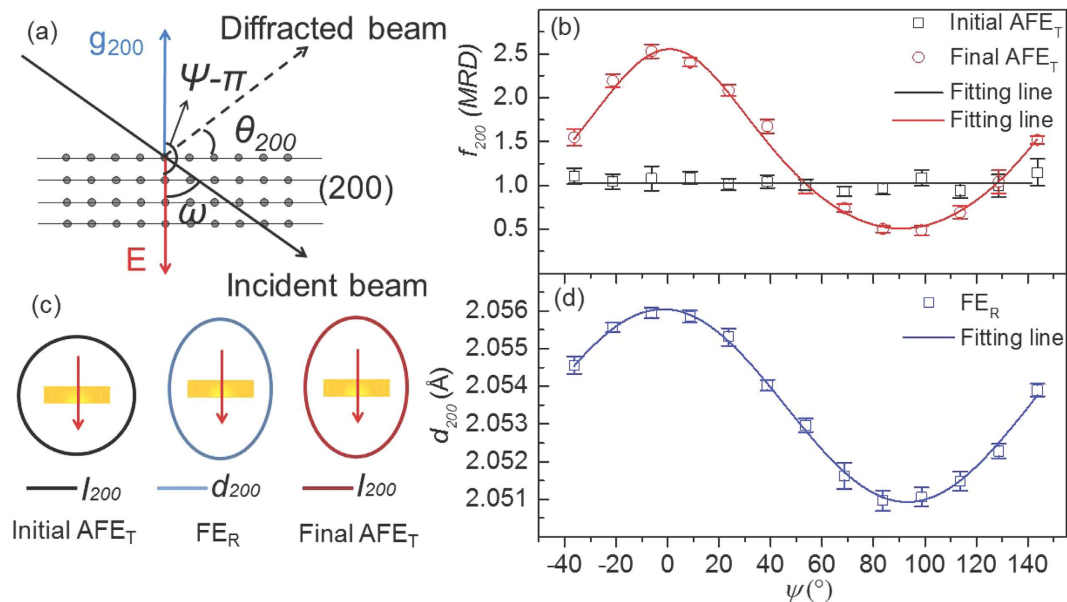 (a)
g200
Diffracted beam
Ψ-π
θ200
(200)
ω
E
Incident beam
(b)
Initial AFET
Final AFET
Fitting line
Fitting line
f200 (MRD)
2.5
2.0
1.5
1.0
0.5
(c)
I200
d200
I200
Initial AFET
FER
Final AFET
(d)
FER
Fitting line
d200 (Å)
2.056
2.055
2.054
2.053
2.052
2.051
-40 -20 0 20 40 60 80 100 120 140
ψ(°)